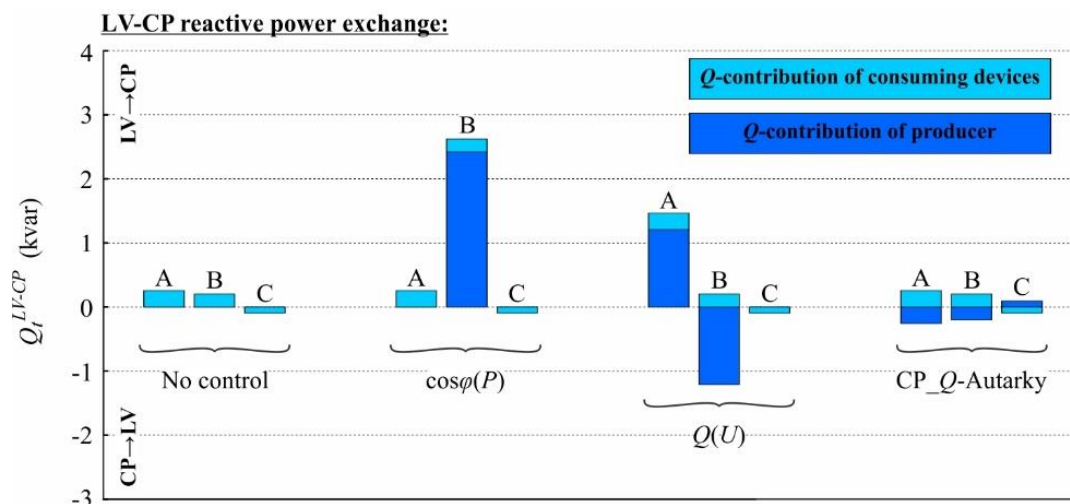 LV-CP reactive power exchange:
4
3
2
1
0
-1
-2
-3
Q_t^{LV-CP} (kvar)
LV→CP
CP→LV
Q-contribution of consuming devices
Q-contribution of producer
A
B
C
No control
A
B
C
cosφ(P)
A
B
C
Q(U)
A
B
C
CP_Q-Autarky